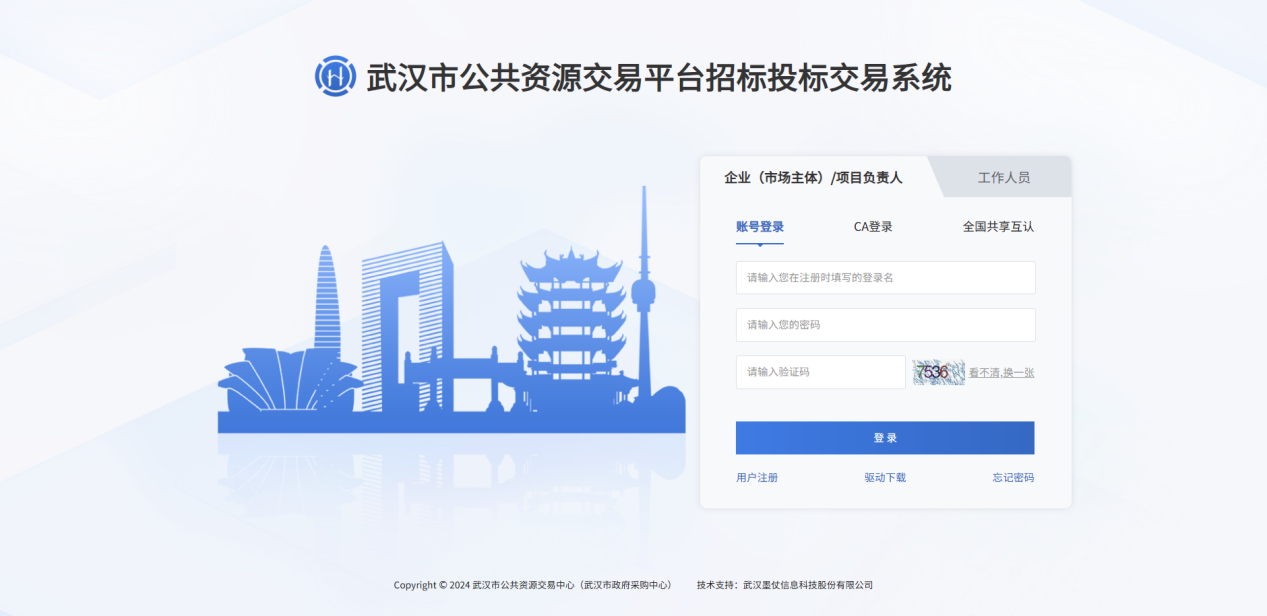 武汉市公共资源交易平台招标投标交易系统
企业（市场主体）/项目负责人
工作人员
账号登录
CA登录
全国共享互认
请输入您在注册时填写的登录名
请输入您的密码
请输入验证码
7536
看不清,换一张
登 录
用户注册
驱动下载
忘记密码
Copyright © 2024 武汉市公共资源交易中心（武汉市政府采购中心）
技术支持：武汉墨仗信息科技股份有限公司